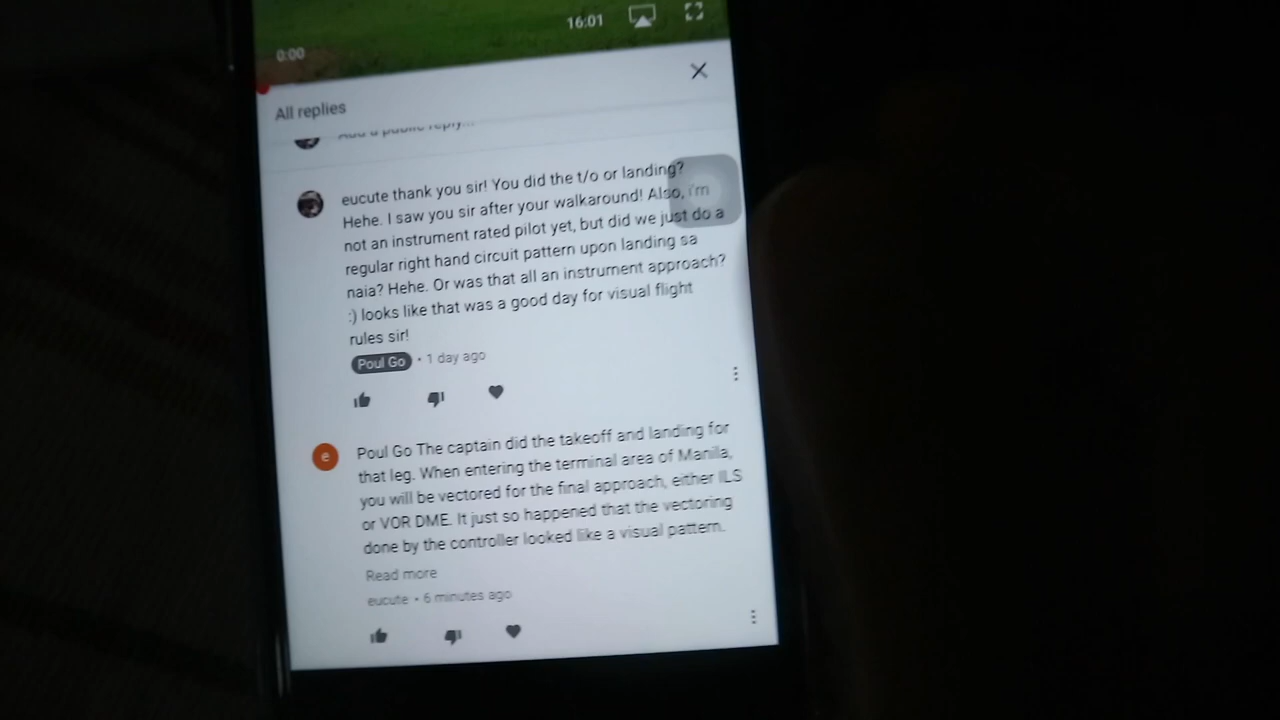 16:01
0:00
All replies
Add a public reply...
eucute thank you sir! You did the t/o or landing?
Hehe. I saw you sir after your walkaround! Also, i'm
not an instrument rated pilot yet, but did we just do a
regular right hand circuit pattern upon landing sa
naia? Hehe. Or was that all an instrument approach?
:) looks like that was a good day for visual flight
rules sir!
Poul Go • 1 day ago
e
Poul Go The captain did the takeoff and landing for
that leg. When entering the terminal area of Manila,
you will be vectored for the final approach, either ILS
or VOR DME. It just so happened that the vectoring
done by the controller looked like a visual pattern.
Read more
eucute • 6 minutes ago